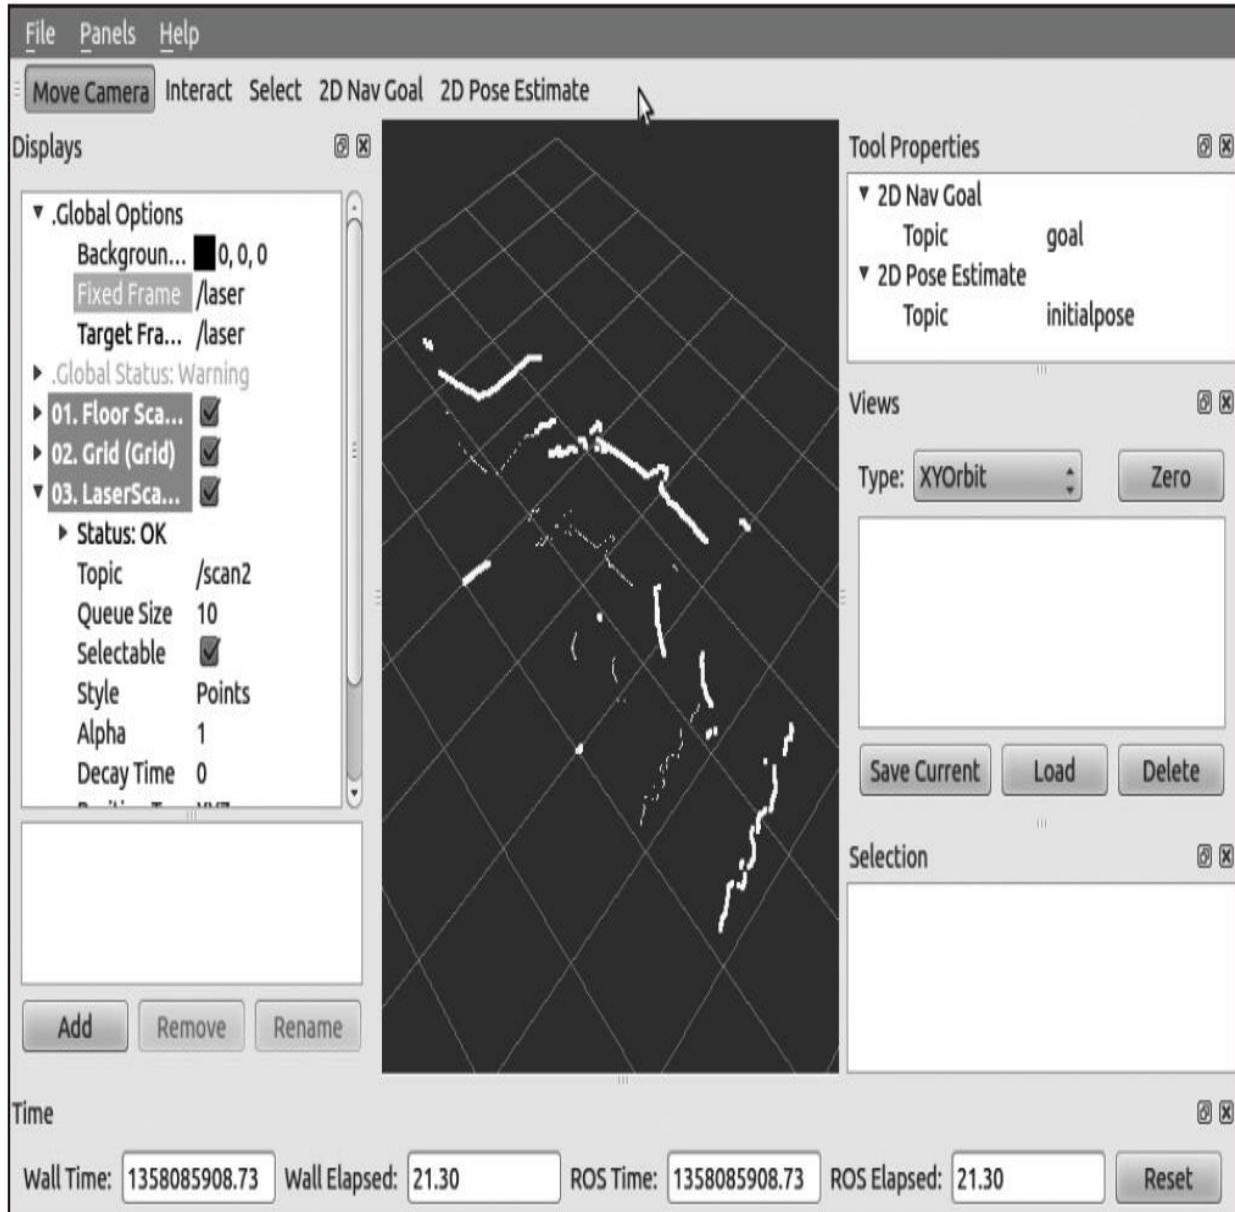 File Panels Help
Move Camera Interact Select 2D Nav Goal 2D Pose Estimate
Displays
.Global Options
Backgroun... 0, 0, 0
Fixed Frame /laser
Target Fra... /laser
.Global Status: Warning
01. Floor Sca...
02. Grid (Grid)
03. LaserSca...
Status: OK
Topic /scan2
Queue Size 10
Selectable
Style Points
Alpha 1
Decay Time 0
Add Remove Rename
Tool Properties
2D Nav Goal
Topic goal
2D Pose Estimate
Topic initialpose
Views
Type: XYOrbit Zero
Save Current Load Delete
Selection
Time
Wall Time: 1358085908.73 Wall Elapsed: 21.30 ROS Time: 1358085908.73 ROS Elapsed: 21.30 Reset